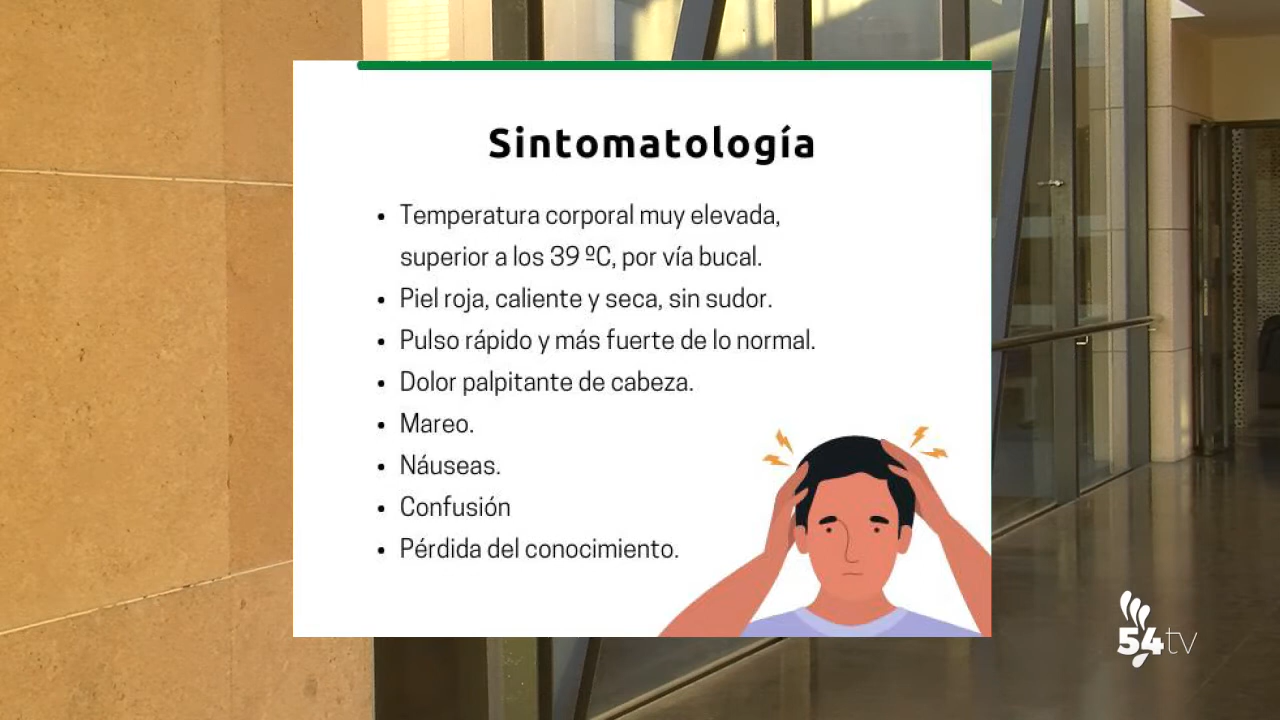 Sintomatología
• Temperatura corporal muy elevada,
superior a los 39 ºC, por vía bucal.
• Piel roja, caliente y seca, sin sudor.
• Pulso rápido y más fuerte de lo normal.
• Dolor palpitante de cabeza.
• Mareo.
• Náuseas.
• Confusión
• Pérdida del conocimiento.
54tv